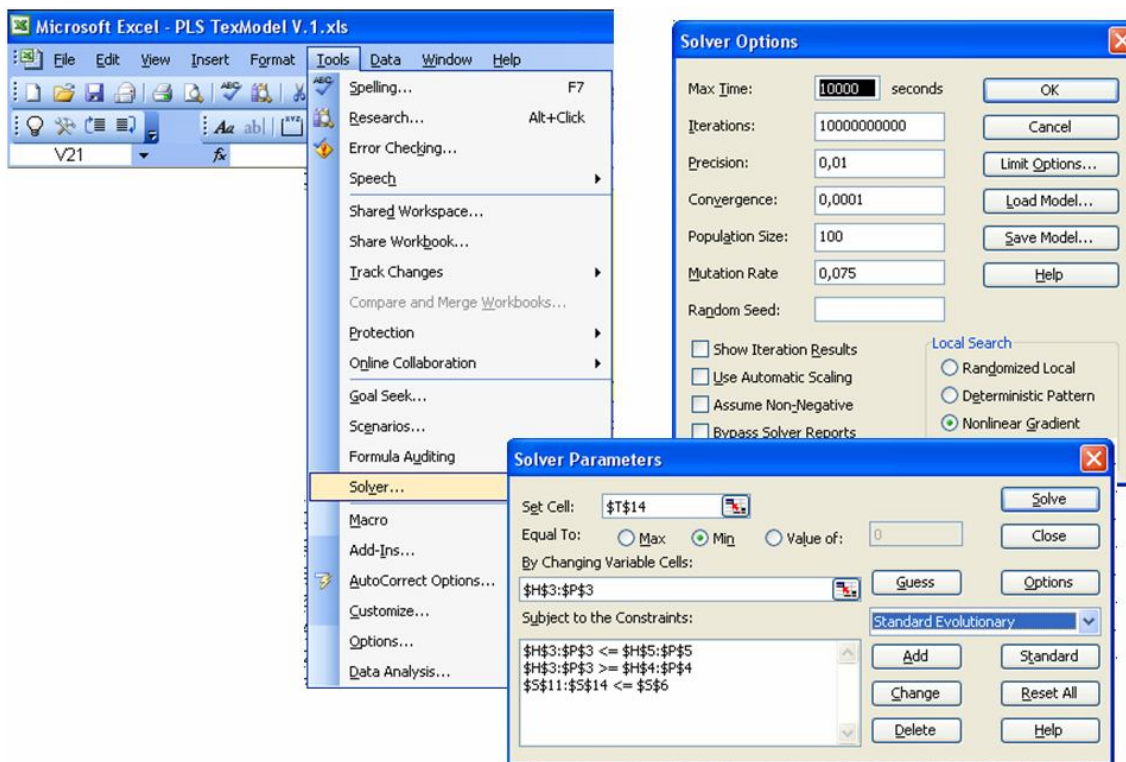 Microsoft Excel - PLS TexModel V.1.xls
File Edit View Insert Format Tools Data Window Help
V21 fx
Spelling... F7
Research... Alt+Click
Error Checking...
Speech
Shared Workspace...
Share Workbook...
Track Changes
Compare and Merge Workbooks...
Protection
Online Collaboration
Goal Seek...
Scenarios...
Formula Auditing
Solver...
Macro
Add-Ins...
AutoCorrect Options...
Customize...
Options...
Data Analysis...
Solver Options
Max Time: 10000 seconds OK
Iterations: 10000000000 Cancel
Precision: 0,01 Limit Options...
Convergence: 0,0001 Load Model...
Population Size: 100 Save Model...
Mutation Rate 0,075 Help
Random Seed:
Show Iteration Results
Use Automatic Scaling
Assume Non-Negative
Bypass Solver Reports
Local Search
Randomized Local
Deterministic Pattern
Nonlinear Gradient
Solver Parameters
Set Cell: $T$14 Solve
Equal To: Max Min Value of: 0 Close
By Changing Variable Cells:
$H$3:$P$3 Guess Options
Subject to the Constraints: Standard Evolutionary
$H$3:$P$3 <= $H$5:$P$5
$H$3:$P$3 >= $H$4:$P$4
$S$11:$S$14 <= $S$6
Add Standard
Change Reset All
Delete Help